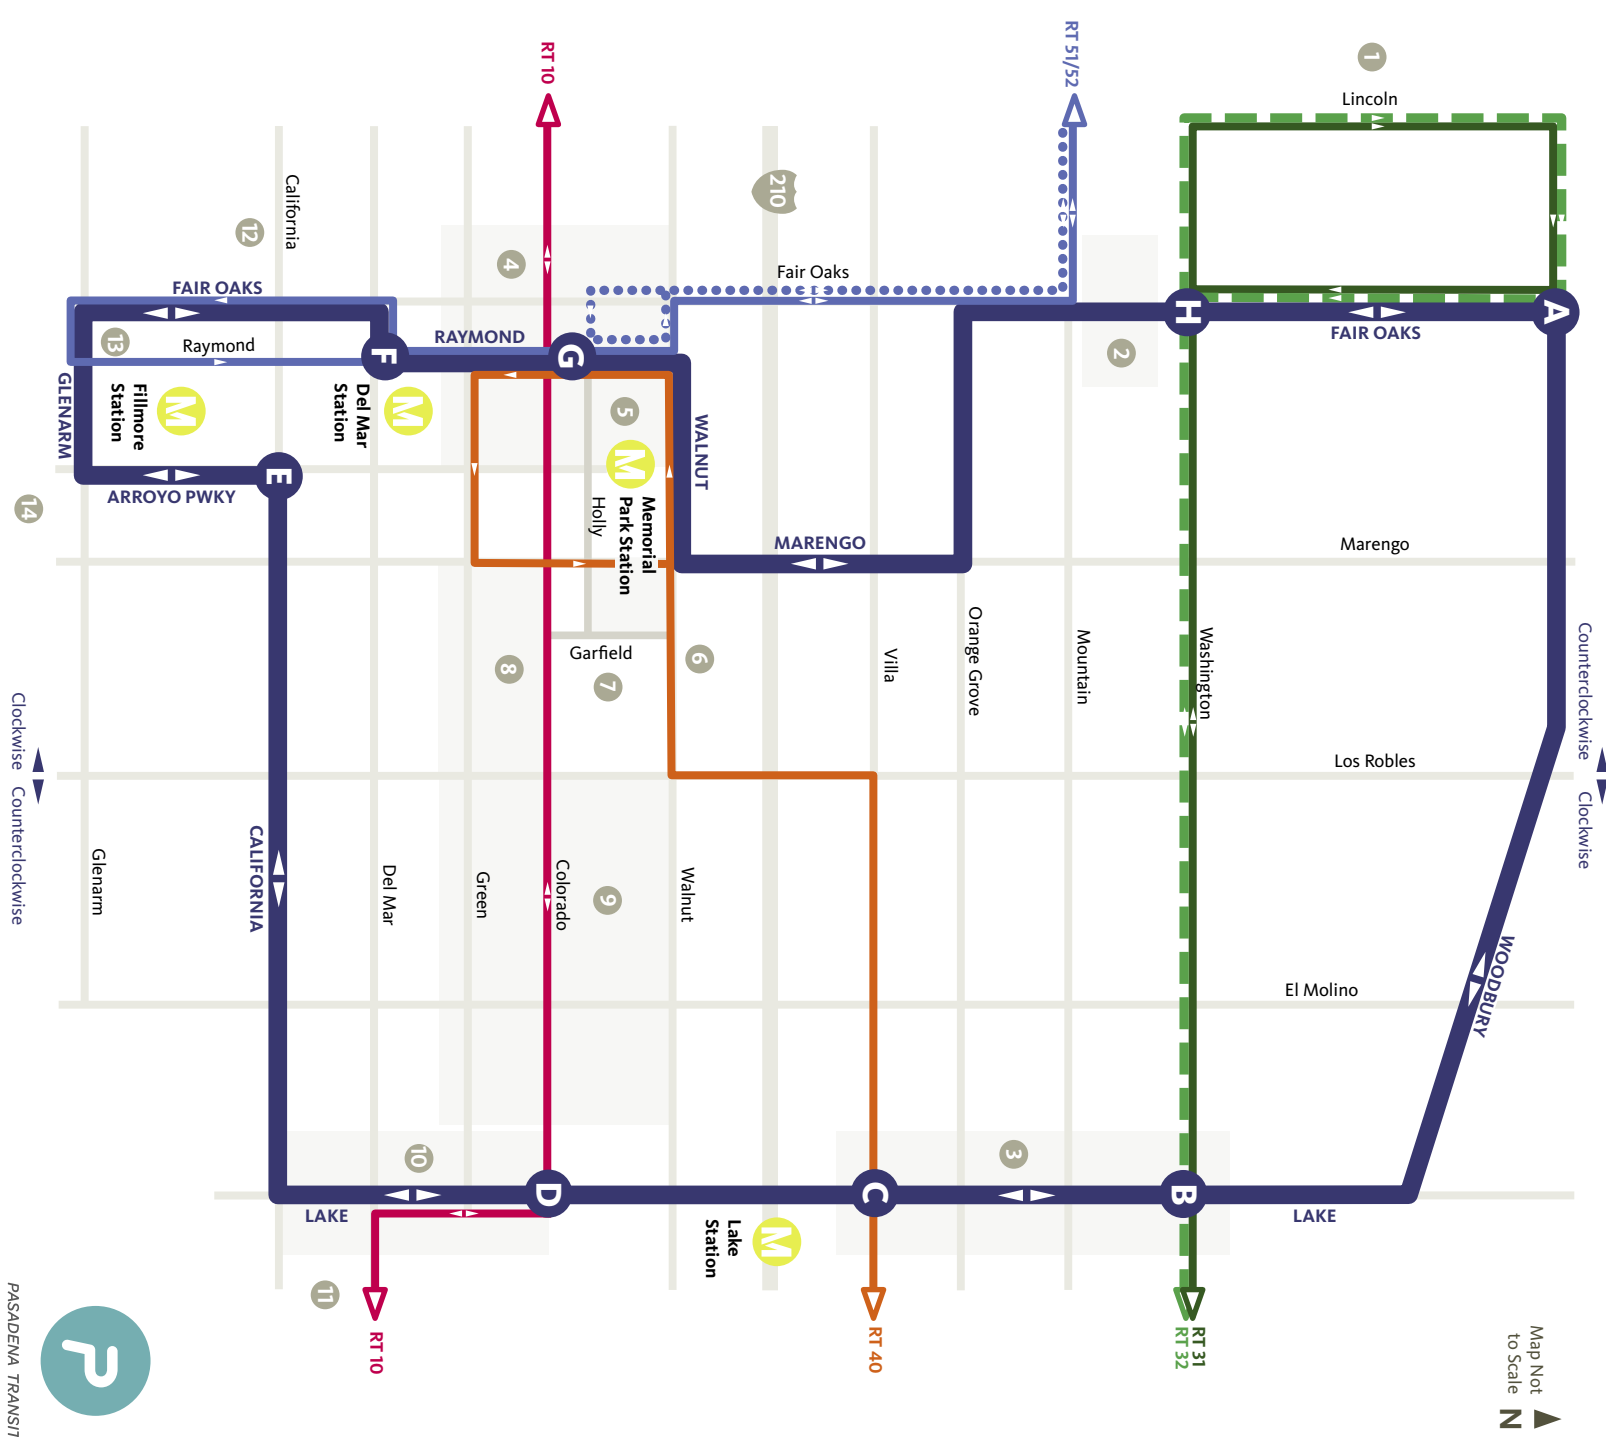 RT 10
RT 51/52
1
Lincoln
210
California
12
4
Fair Oaks
FAIR OAKS
H
A
FAIR OAKS
2
13
Raymond
RAYMOND
F
G
GLENARM
Fillmore
Station
M
Del Mar
Station
M
5
M
Memorial
Park Station
Holly
WALNUT
E
ARROYO PWKY
14
MARENGO
Marengo
Garfield
6
7
8
Villa
Orange Grove
Mountain
Washington
Counterclockwise
Clockwise
Los Robles
Clockwise
Counterclockwise
Glenarm
CALIFORNIA
Del Mar
Green
Colorado
9
Walnut
El Molino
WOODBURY
10
3
D
C
B
LAKE
LAKE
Lake
Station
M
11
RT 10
RT 40
RT 31
RT 32
Map Not
to Scale
N
P
PASADENA TRANSIT